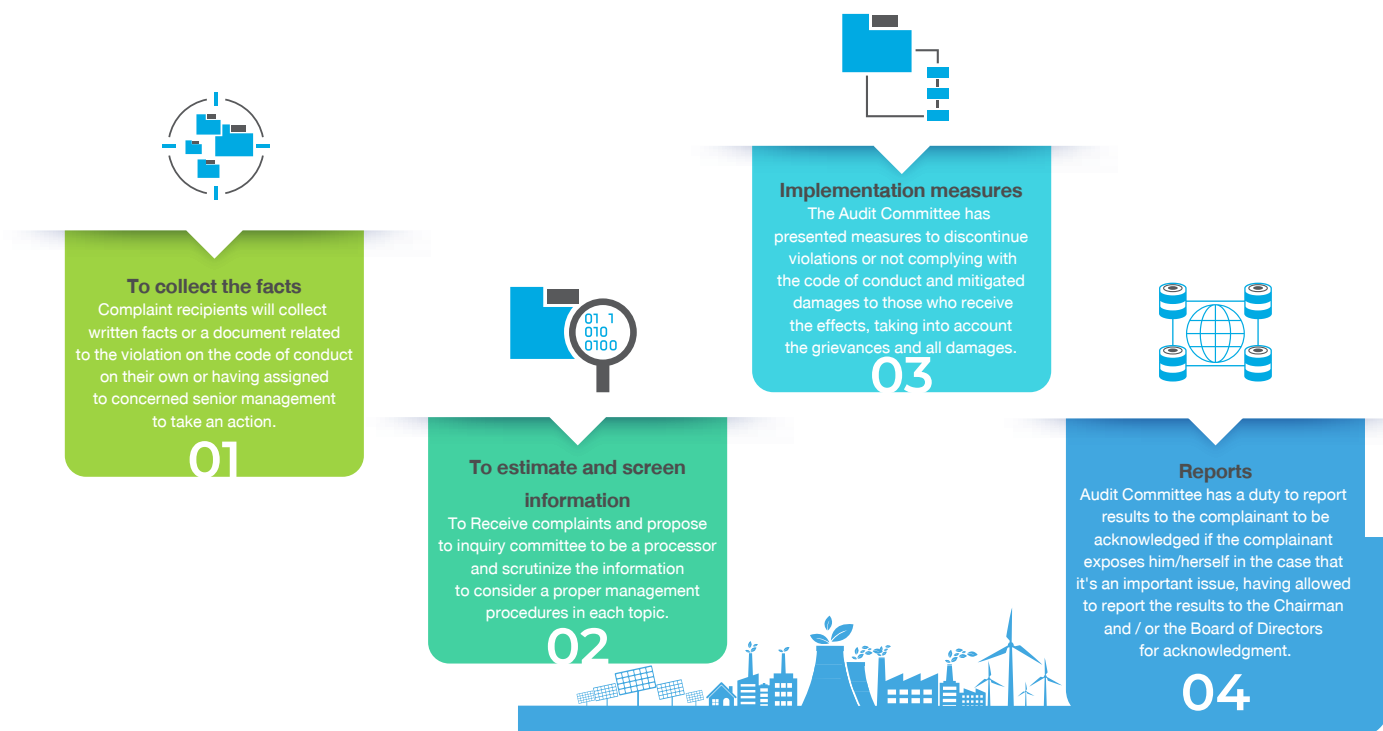 To collect the facts
Complaint recipients will collect
written facts or a document related
to the violation on the code of conduct
on their own or having assigned
to concerned senior management
to take an action.
01
01 1
010
0100
To estimate and screen
information
To Receive complaints and propose
to inquiry committee to be a processor
and scrutinize the information
to consider a proper management
procedures in each topic.
02
Implementation measures
The Audit Committee has
presented measures to discontinue
violations or not complying with
the code of conduct and mitigated
damages to those who receive
the effects, taking into account
the grievances and all damages.
03
Reports
Audit Committee has a duty to report
results to the complainant to be
acknowledged if the complainant
exposes him/herself in the case that
it's an important issue, having allowed
to report the results to the Chairman
and / or the Board of Directors
for acknowledgment.
04